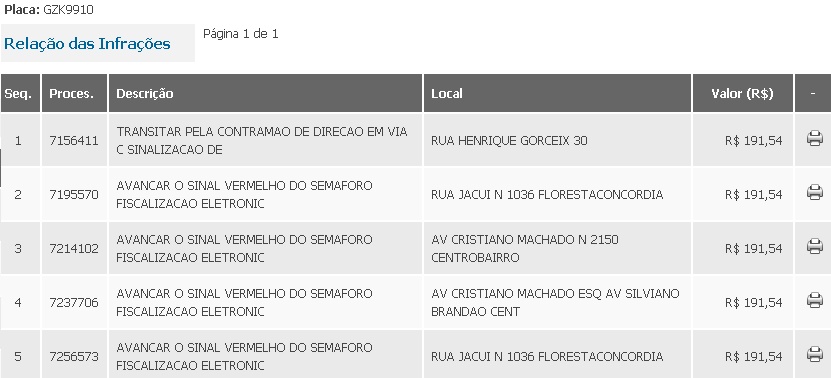 Placa: GZK9910
Relação das Infrações
Página 1 de 1
Seq. Proces. Descrição Local Valor (R$) -
1 7156411 TRANSITAR PELA CONTRAMAO DE DIRECAO EM VIA C SINALIZACAO DE RUA HENRIQUE GORCEIX 30 R$ 191,54
2 7195570 AVANCAR O SINAL VERMELHO DO SEMAFORO FISCALIZACAO ELETRONIC RUA JACUI N 1036 FLORESTACONCORDIA R$ 191,54
3 7214102 AVANCAR O SINAL VERMELHO DO SEMAFORO FISCALIZACAO ELETRONIC AV CRISTIANO MACHADO N 2150 CENTROBAIRRO R$ 191,54
4 7237706 AVANCAR O SINAL VERMELHO DO SEMAFORO FISCALIZACAO ELETRONIC AV CRISTIANO MACHADO ESQ AV SILVIANO BRANDAO CENT R$ 191,54
5 7256573 AVANCAR O SINAL VERMELHO DO SEMAFORO FISCALIZACAO ELETRONIC RUA JACUI N 1036 FLORESTACONCORDIA R$ 191,54